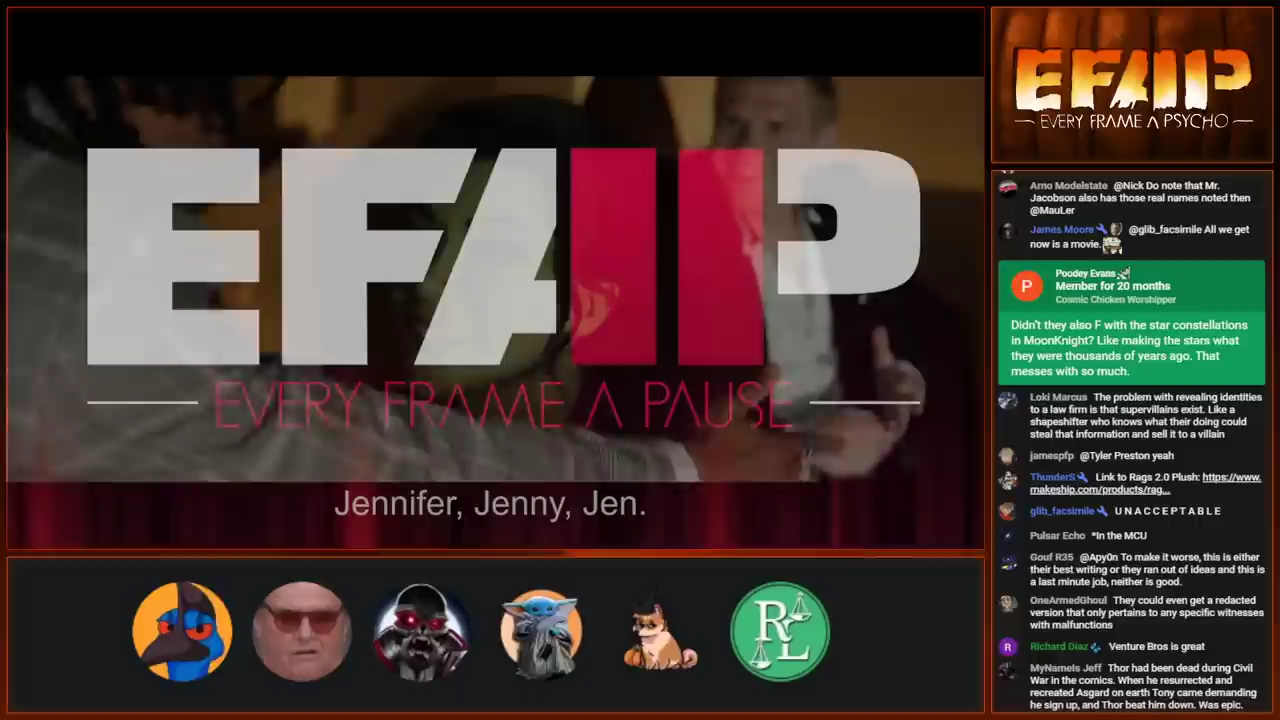 EFAP
EVERY FRAME A PAUSE
Jennifer, Jenny, Jen.
RL
EFAP
EVERY FRAME A PSYCHO
Arno Modelstate @Nick Do note that Mr.
Jacobson also has those real names noted then
@MauLer
James Moore @glib_facsimile All we get
now is a movie.
P
Poodey Evans
Member for 20 months
Cosmic Chicken Worshipper
Didn't they also F with the star constellations
in MoonKnight? Like making the stars what
they were thousands of years ago. That
messes with so much.
Loki Marcus The problem with revealing identities
to a law firm is that supervillains exist. Like a
shapeshifter who knows what their doing could
steal that information and sell it to a villain
jamespfp @Tyler Preston yeah
ThunderS Link to Rags 2.0 Plush: https://www.
makeship.com/products/rag...
glib_facsimile U N A C C E P T A B L E
Pulsar Echo *In the MCU
Gouf R35 @Apy0n To make it worse, this is either
their best writing or they ran out of ideas and this is
a last minute job, neither is good.
OneArmedGhoul They could even get a redacted
version that only pertains to any specific witnesses
with malfunctions
R Richard Diaz Venture Bros is great
MyNameIs Jeff Thor had been dead during Civil
War in the comics. When he resurrected and
recreated Asgard on earth Tony came demanding
he sign up, and Thor beat him down. Was epic.